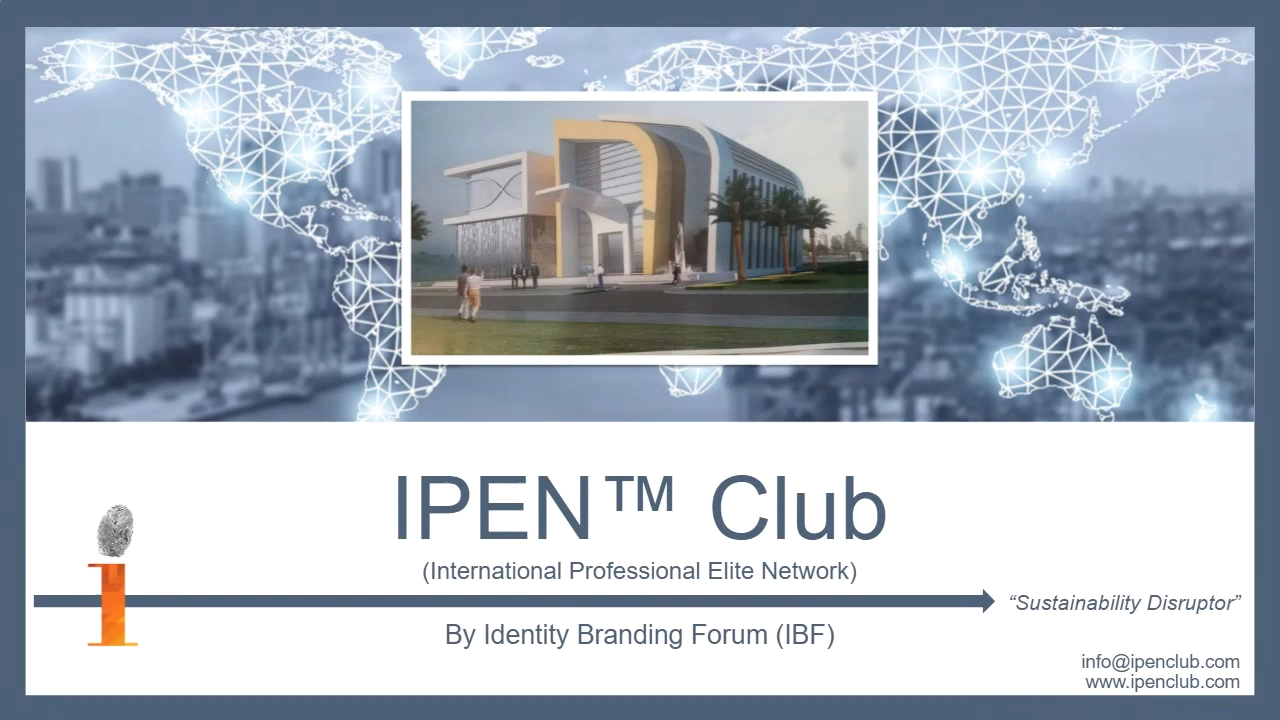 IPEN™ Club
(International Professional Elite Network)
“Sustainability Disruptor”
By Identity Branding Forum (IBF)
info@ipenclub.com
www.ipenclub.com